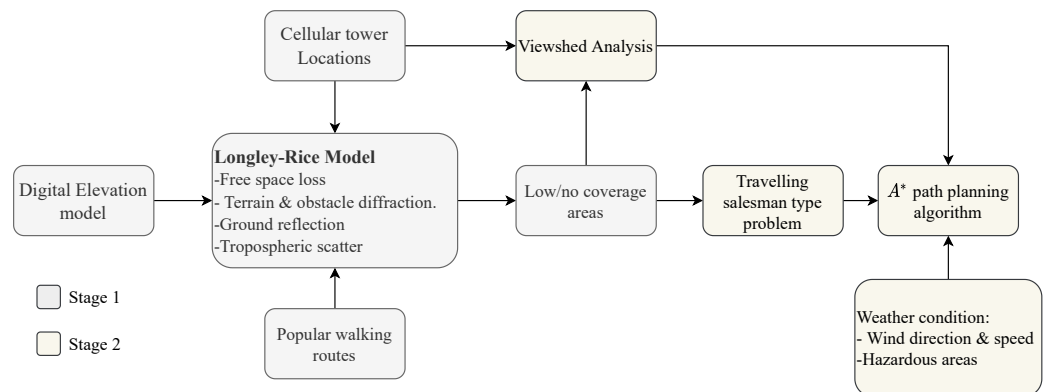 Cellular tower
Locations
Viewshed Analysis
Digital Elevation
model
Longley-Rice Model
-Free space loss
- Terrain & obstacle diffraction.
-Ground reflection
-Tropospheric scatter
Low/no coverage
areas
Travelling
salesman type
problem
A* path planning
algorithm
Stage 1
Stage 2
Popular walking
routes
Weather condition:
- Wind direction & speed
-Hazardous areas